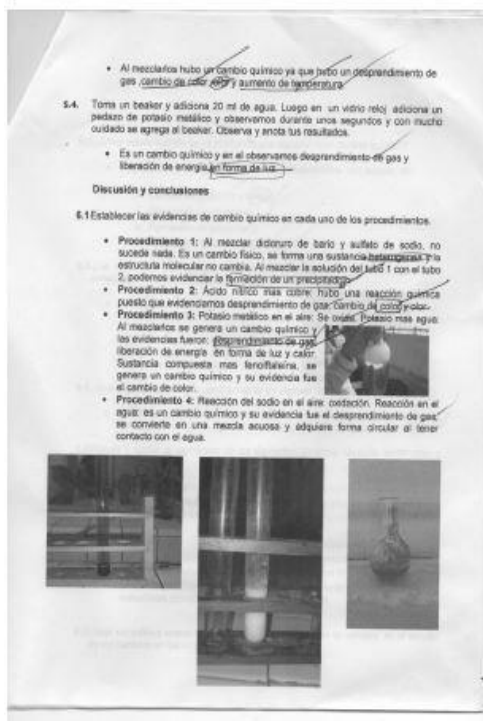 • Al mezclarlos hubo un cambio químico ya que hubo un desprendimiento de
gas ,cambio de color olor y aumento de temperatura.
5.4. Toma un beaker y adiciona 20 ml de agua. Luego en un vidrio reloj adiciona un
pedazo de potasio metálico y observamos durante unos segundos y con mucho
cuidado se agrega al beaker. Observa y anota tus resultados.
• Es un cambio químico y en el observamos desprendimiento de gas y
liberación de energía en forma de luz.
Discusión y conclusiones
6.1 Establecer las evidencias de cambio químico en cada uno de los procedimientos.
• Procedimiento 1: Al mezclar dicloruro de bario y sulfato de sodio, no
sucede nada. Es un cambio físico, se forma una sustancia heterogenea y la
estructura molecular no cambia. Al mezclar la solución del tubo 1 con el tubo
2, podemos evidenciar la formación de un precipitado.
• Procedimiento 2: Acido nítrico mas cobre: hubo una reacción química
puesto que evidenciamos desprendimiento de gas, cambio de color y olor.
• Procedimiento 3: Potasio metálico en el aire: Se oxida. Potasio mas agua:
Al mezclarlos se genera un cambio químico y
las evidencias fueron: desprendimiento de gas,
liberación de energía en forma de luz y calor.
Sustancia compuesta mas fenolftaleina, se
genera un cambio químico y su evidencia fue
el cambio de color.
• Procedimiento 4: Reacción del sodio en el aire: oxidación. Reacción en el
agua: es un cambio químico y su evidencia fue el desprendimiento de gas,
se convierte en una mezcla acuosa y adquiere forma circular al tener
contacto con el agua.